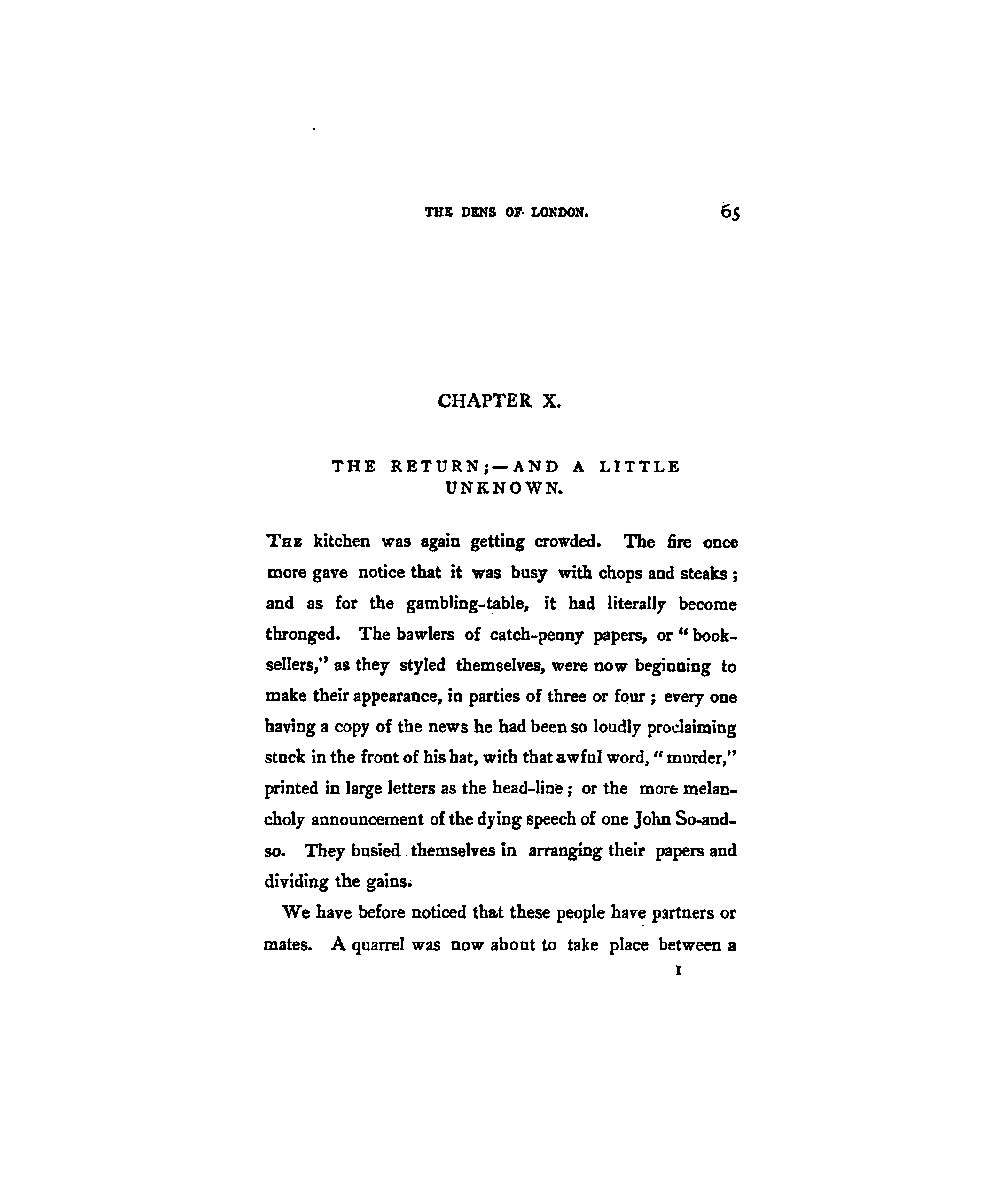 THE DENS OF LONDON. 65
CHAPTER X.
THE RETURN;—AND A LITTLE
UNKNOWN.
THE kitchen was again getting crowded. The fire once
more gave notice that it was busy with chops and steaks;
and as for the gambling-table, it had literally become
thronged. The bawlers of catch-penny papers, or "book-
sellers," as they styled themselves, were now beginning to
make their appearance, in parties of three or four; every one
having a copy of the news he had been so loudly proclaiming
stuck in the front of his hat, with that awful word, "murder,"
printed in large letters as the head-line; or the more melan-
choly announcement of the dying speech of one John So-and-
so. They busied themselves in arranging their papers and
dividing the gains.
We have before noticed that these people have partners or
mates. A quarrel was now about to take place between a
I